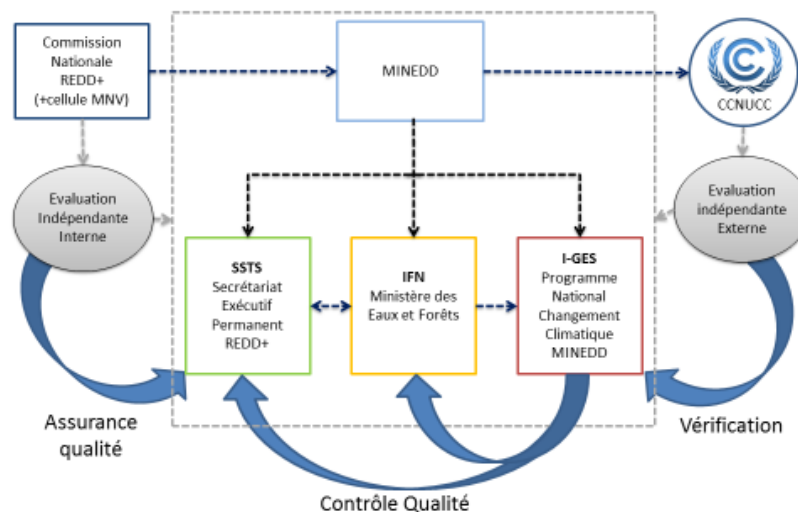 Commission
Nationale
REDD+
(+cellule MNV)
MINEDD
CCNUCC
Evaluation
Indépendante
Interne
Evaluation
indépendante
Externe
SSTS
Secrétariat
Exécutif
Permanent
REDD+
IFN
Ministère des
Eaux et Forêts
I-GES
Programme
National
Changement
Climatique
MINEDD
Assurance
qualité
Vérification
Contrôle Qualité